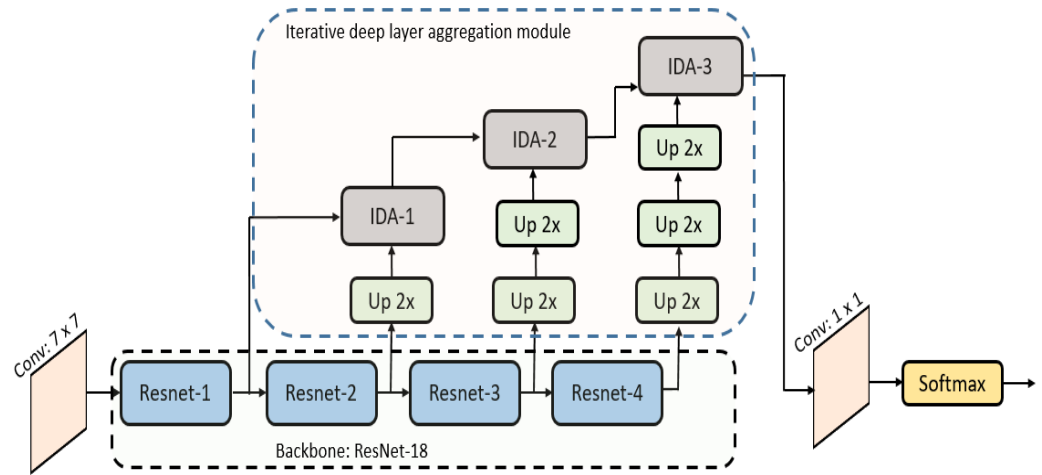 Iterative deep layer aggregation module
IDA-3
IDA-2
Up 2x
IDA-1
Up 2x
Up 2x
Up 2x
Up 2x
Up 2x
Conv: 7 x 7
Conv: 1 x 1
Resnet-1
Resnet-2
Resnet-3
Resnet-4
Softmax
Backbone: ResNet-18